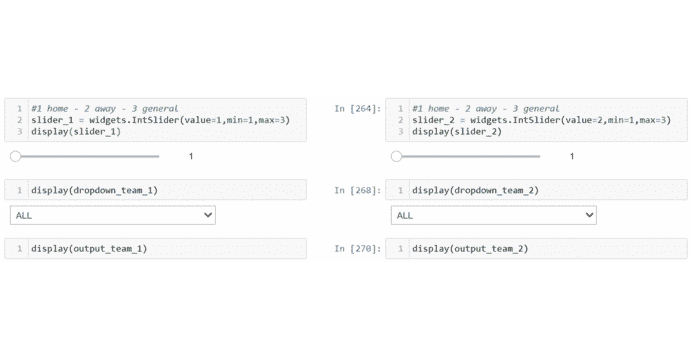 1 #1 home - 2 away - 3 general
2 slider_1 = widgets.IntSlider(value=1,min=1,max=3)
3 display(slider_1)
1
1 display(dropdown_team_1)
ALL
1 display(output_team_1)
In [264]: 1 #1 home - 2 away - 3 general
2 slider_2 = widgets.IntSlider(value=2,min=1,max=3)
3 display(slider_2)
1
In [268]: 1 display(dropdown_team_2)
ALL
In [270]: 1 display(output_team_2)